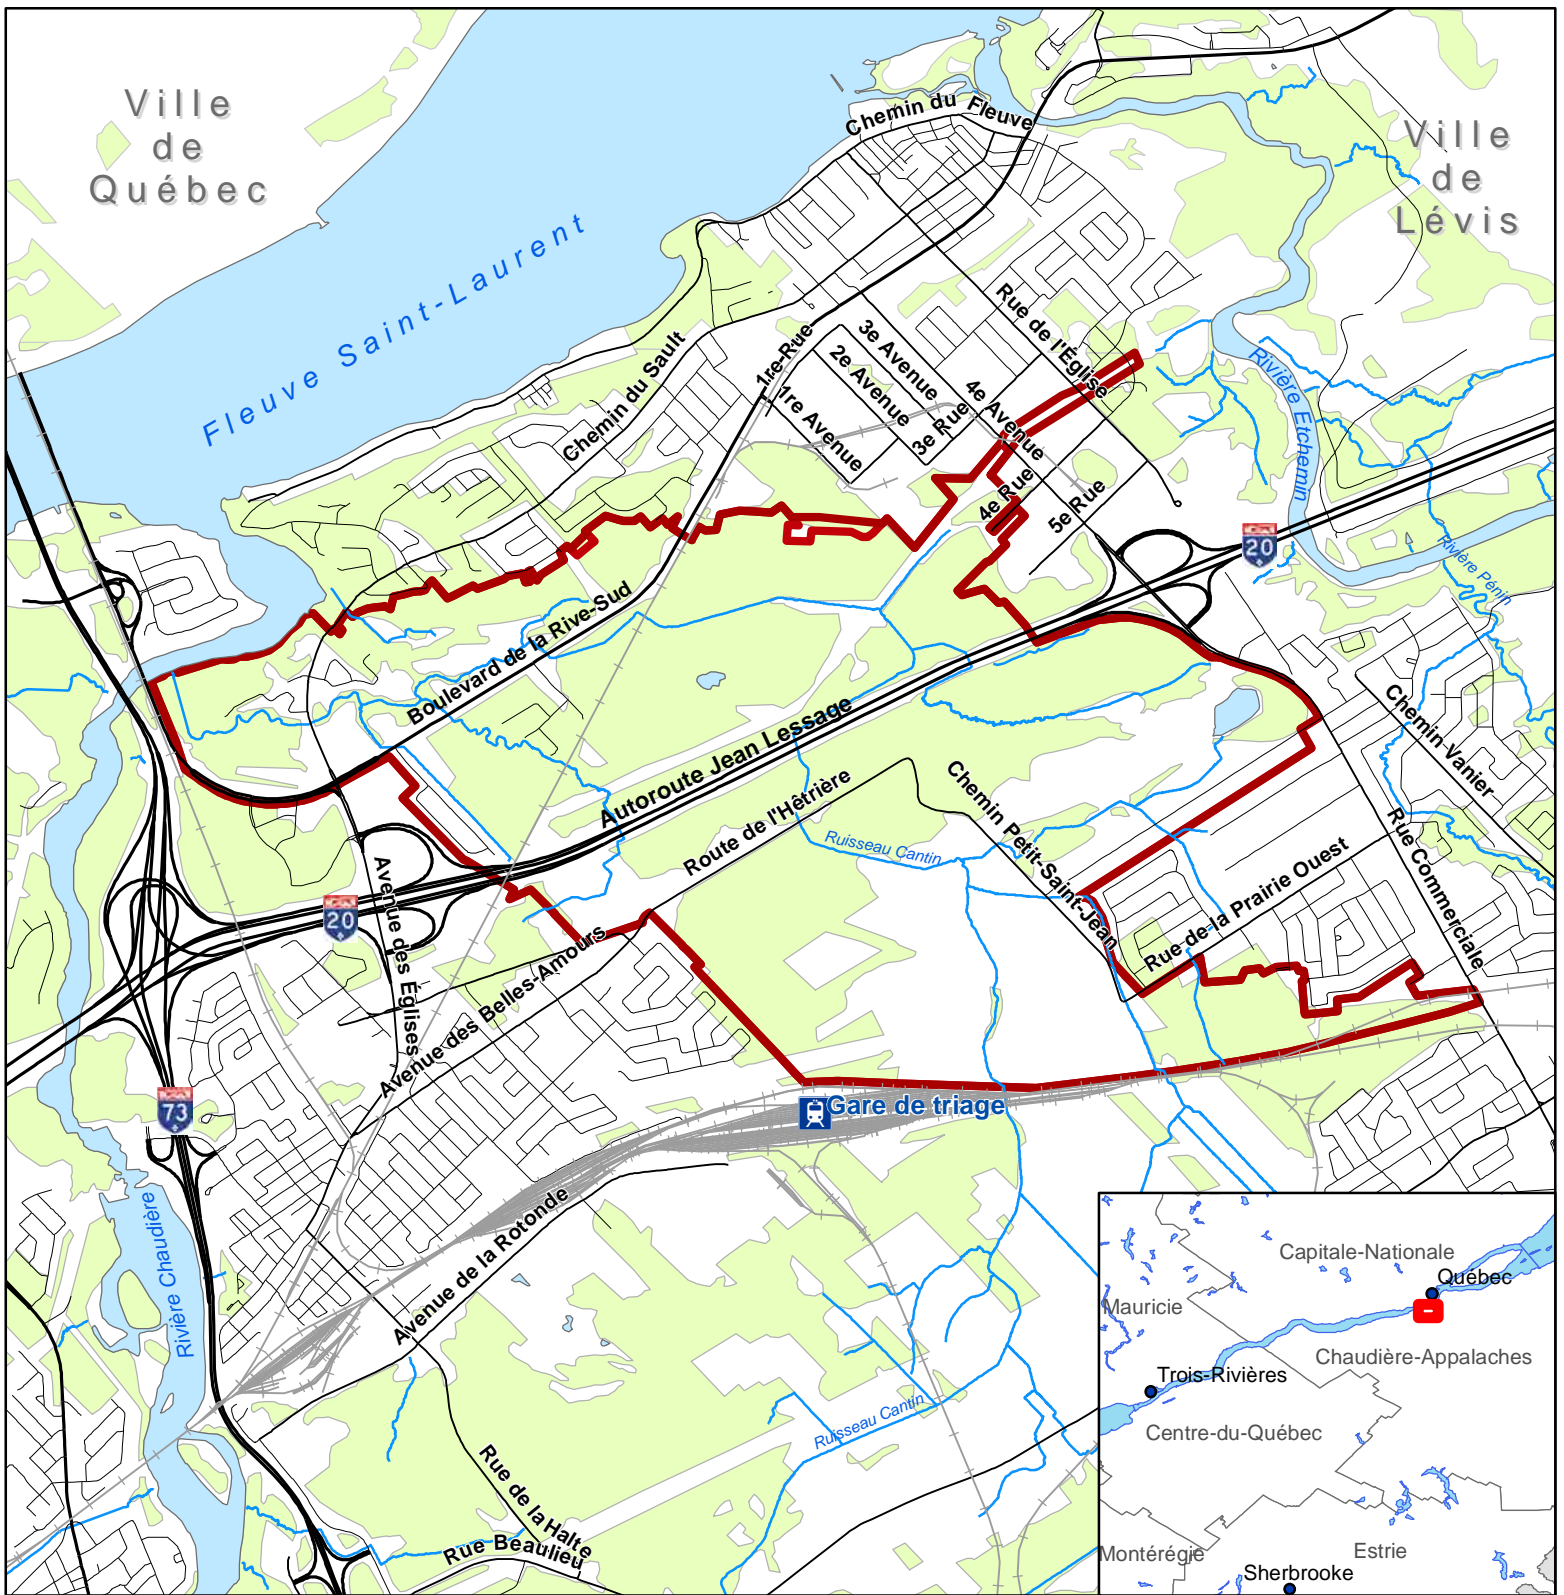 Ville
de
Québec
Ville
de
Lévis
Chemin du Fleuve
Fleuve Saint-Laurent
Chemin du Sault
1re-Rue
1re Avenue
2e Avenue
3e Avenue
3e Rue
4e Avenue
Rue de l'Église
4e Rue
5e Rue
Rivière Etchemin
20
Rivière Pénin
Boulevard de la Rive-Sud
Autoroute Jean Lessage
Route de l'Hêtrière
Chemin Petit-Saint-Jean
Chemin Vanier
Ruisseau Cantin
Rue de la Prairie Ouest
Rue Commerciale
20
Avenue des Églises
Avenue des Belles-Amours
73
Gare de triage
Rivière Chaudière
Avenue de la Rotonde
Ruisseau Cantin
Rue de la Halte
Rue Beaulieu
Capitale-Nationale
Québec
Mauricie
Chaudière-Appalaches
Trois-Rivières
Centre-du-Québec
Montérégie
Estrie
Sherbrooke